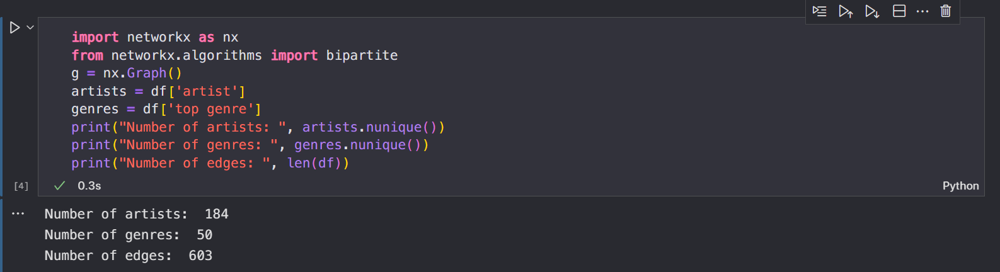 import networkx as nx
from networkx.algorithms import bipartite
g = nx.Graph()
artists = df['artist']
genres = df['top genre']
print("Number of artists: ", artists.nunique())
print("Number of genres: ", genres.nunique())
print("Number of edges: ", len(df))
[4]
0.3s
Python
Number of artists:  184
Number of genres:  50
Number of edges:  603